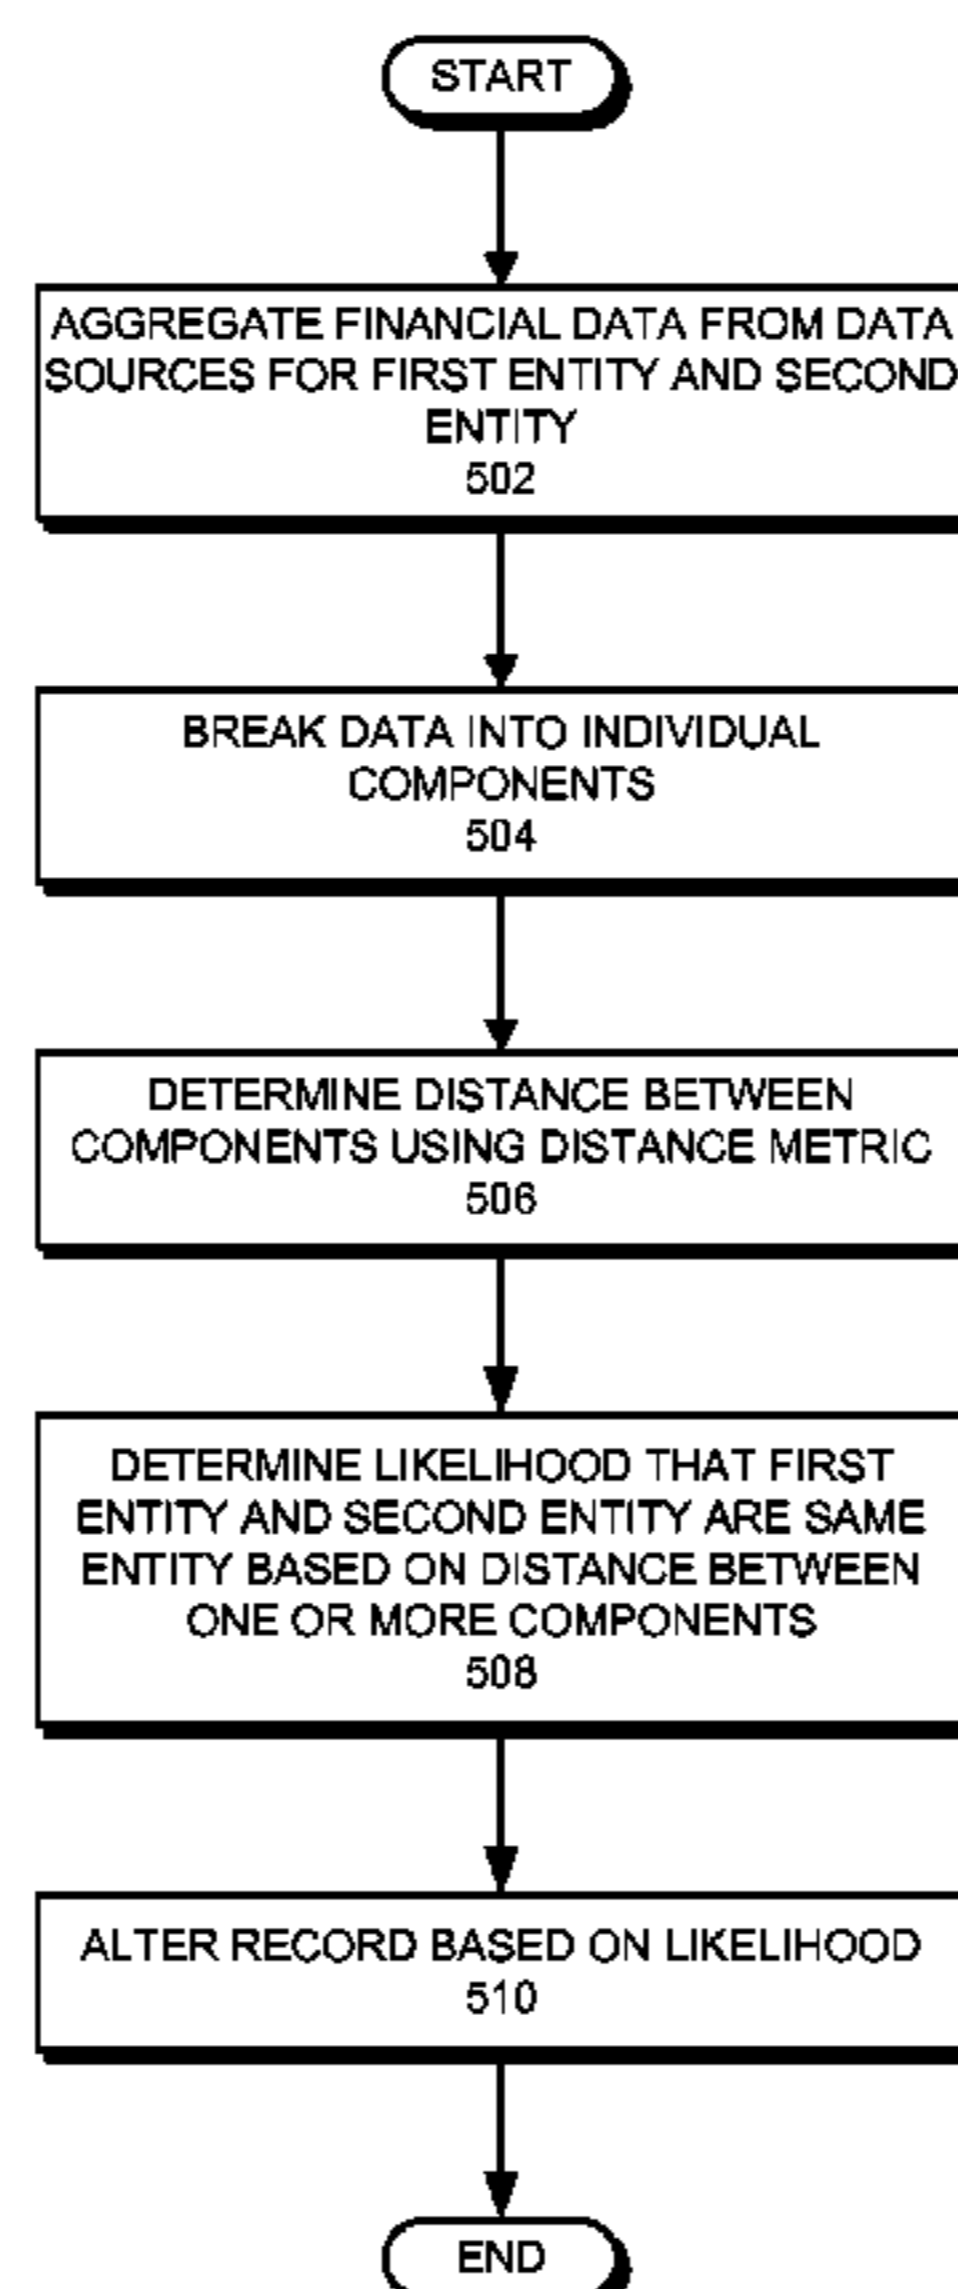 START
AGGREGATE FINANCIAL DATA FROM DATA
SOURCES FOR FIRST ENTITY AND SECOND
ENTITY
502
BREAK DATA INTO INDIVIDUAL
COMPONENTS
504
DETERMINE DISTANCE BETWEEN
COMPONENTS USING DISTANCE METRIC
506
DETERMINE LIKELIHOOD THAT FIRST
ENTITY AND SECOND ENTITY ARE SAME
ENTITY BASED ON DISTANCE BETWEEN
ONE OR MORE COMPONENTS
508
ALTER RECORD BASED ON LIKELIHOOD
510
END